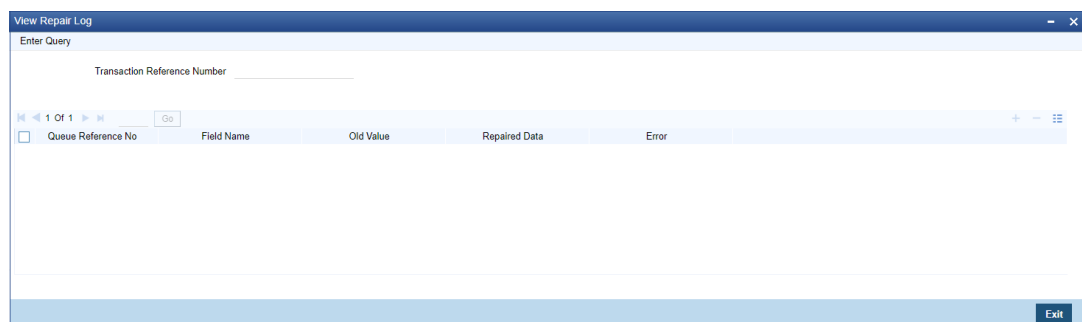 View Repair Log
Enter Query
Transaction Reference Number
1 Of 1 Go
Queue Reference No Field Name Old Value Repaired Data Error
Exit